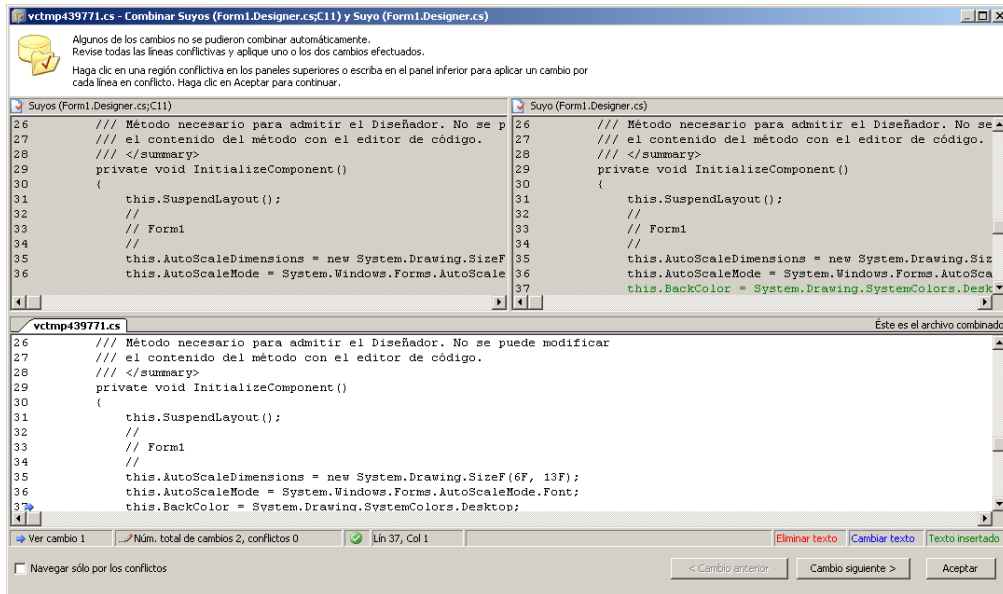 vctmp439771.cs - Combinar Suyos (Form1.Designer.cs;C11) y Suyo (Form1.Designer.cs)
Algunos de los cambios no se pudieron combinar automáticamente.
Revise todas las líneas conflictivas y aplique uno o los dos cambios efectuados.
Haga clic en una región conflictiva en los paneles superiores o escriba en el panel inferior para aplicar un cambio por
cada línea en conflicto. Haga clic en Aceptar para continuar.
Suyos (Form1.Designer.cs;C11)
26 /// Método necesario para admitir el Diseñador. No se p
27 /// el contenido del método con el editor de código.
28 /// </summary>
29 private void InitializeComponent()
30 {
31 this.SuspendLayout();
32 //
33 // Form1
34 //
35 this.AutoScaleDimensions = new System.Drawing.SizeF
36 this.AutoScaleMode = System.Windows.Forms.AutoScale
Suyo (Form1.Designer.cs)
26 /// Método necesario para admitir el Diseñador. No se
27 /// el contenido del método con el editor de código.
28 /// </summary>
29 private void InitializeComponent()
30 {
31 this.SuspendLayout();
32 //
33 // Form1
34 //
35 this.AutoScaleDimensions = new System.Drawing.Siz
36 this.AutoScaleMode = System.Windows.Forms.AutoSca
37 this.BackColor = System.Drawing.SystemColors.Desk
vctmp439771.cs
Éste es el archivo combinado
26 /// Método necesario para admitir el Diseñador. No se puede modificar
27 /// el contenido del método con el editor de código.
28 /// </summary>
29 private void InitializeComponent()
30 {
31 this.SuspendLayout();
32 //
33 // Form1
34 //
35 this.AutoScaleDimensions = new System.Drawing.SizeF(6F, 13F);
36 this.AutoScaleMode = System.Windows.Forms.AutoScaleMode.Font;
37 this.BackColor = System.Drawing.SystemColors.Desktop;
Ver cambio 1
Núm. total de cambios 2, conflictos 0
Lín 37, Col 1
Eliminar texto
Cambiar texto
Texto insertado
Navegar sólo por los conflictos
< Cambio anterior
Cambio siguiente >
Aceptar